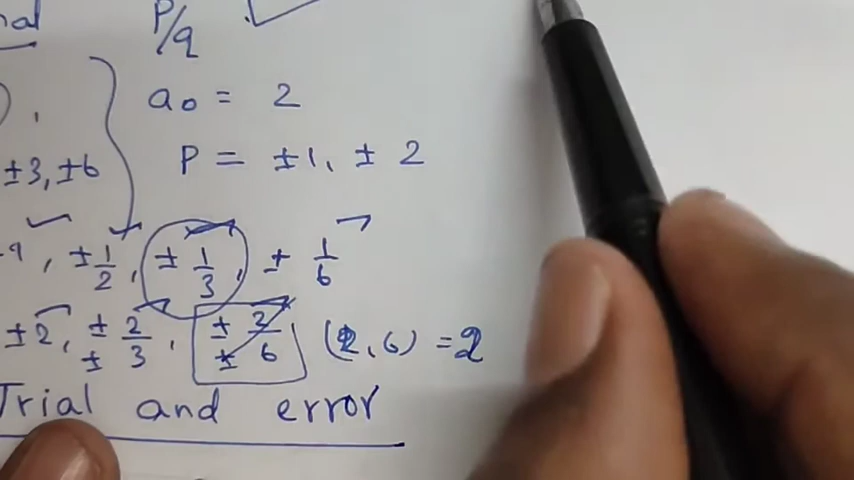 P/q
a₀ = 2
P = ±1, ± 2
±3, ±6
, ± 1/2, ± 1/3, ± 1/6
±2, ± 2/3, ± 2/6 (2, 6) = 2
Trial and error